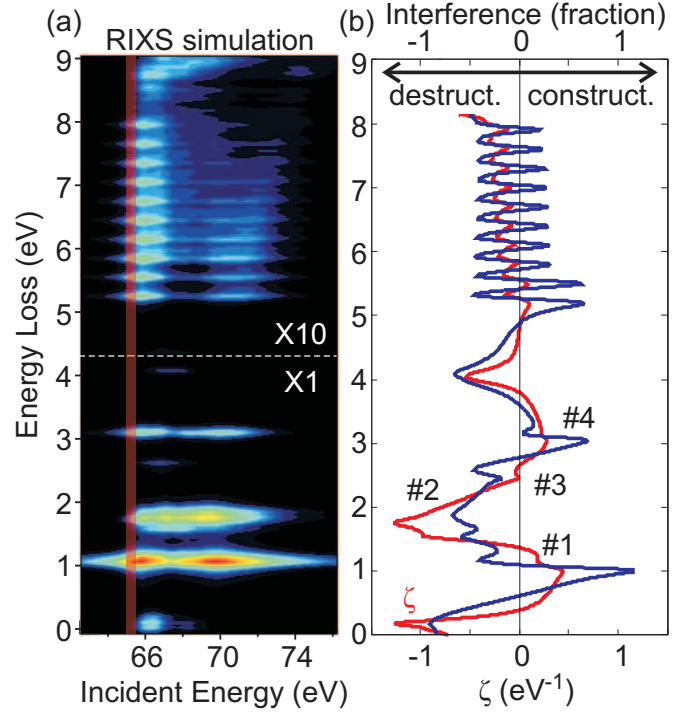 (a)
RIXS simulation
Energy Loss (eV)
9
8
7
6
5
4
3
2
1
0
X10
X1
66
70
74
Incident Energy (eV)
(b)
Interference (fraction)
-1
0
1
destruct.
construct.
9
8
7
6
5
4
3
2
1
0
#4
#3
#2
#1
ζ
-1
0
1
ζ (eV⁻¹)